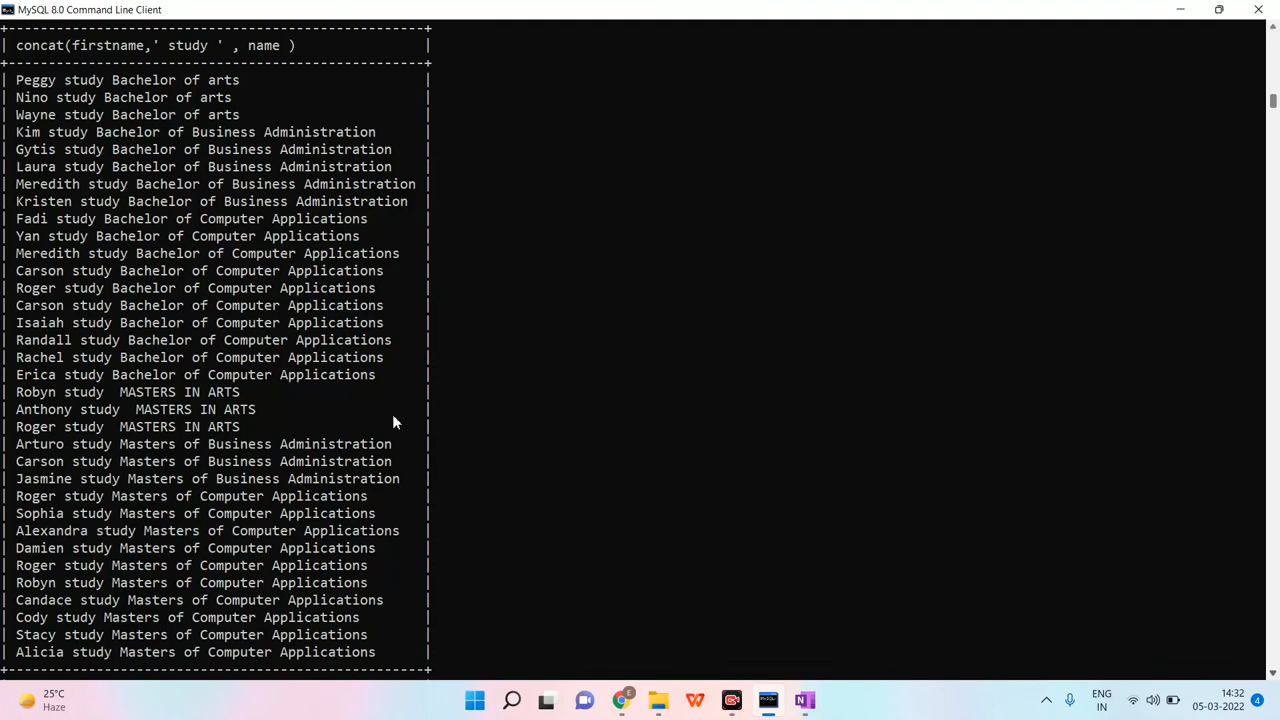 MySQL 8.0 Command Line Client
concat(firstname,' study ' , name )
Peggy study Bachelor of arts
Nino study Bachelor of arts
Wayne study Bachelor of arts
Kim study Bachelor of Business Administration
Gytis study Bachelor of Business Administration
Laura study Bachelor of Business Administration
Meredith study Bachelor of Business Administration
Kristen study Bachelor of Business Administration
Fadi study Bachelor of Computer Applications
Yan study Bachelor of Computer Applications
Meredith study Bachelor of Computer Applications
Carson study Bachelor of Computer Applications
Roger study Bachelor of Computer Applications
Carson study Bachelor of Computer Applications
Isaiah study Bachelor of Computer Applications
Randall study Bachelor of Computer Applications
Rachel study Bachelor of Computer Applications
Erica study Bachelor of Computer Applications
Robyn study  MASTERS IN ARTS
Anthony study  MASTERS IN ARTS
Roger study  MASTERS IN ARTS
Arturo study Masters of Business Administration
Carson study Masters of Business Administration
Jasmine study Masters of Business Administration
Roger study Masters of Computer Applications
Sophia study Masters of Computer Applications
Alexandra study Masters of Computer Applications
Damien study Masters of Computer Applications
Roger study Masters of Computer Applications
Robyn study Masters of Computer Applications
Candace study Masters of Computer Applications
Cody study Masters of Computer Applications
Stacy study Masters of Computer Applications
Alicia study Masters of Computer Applications
25°C
Haze
E
W
MySQL
N
ENG
IN
14:32
05-03-2022
4